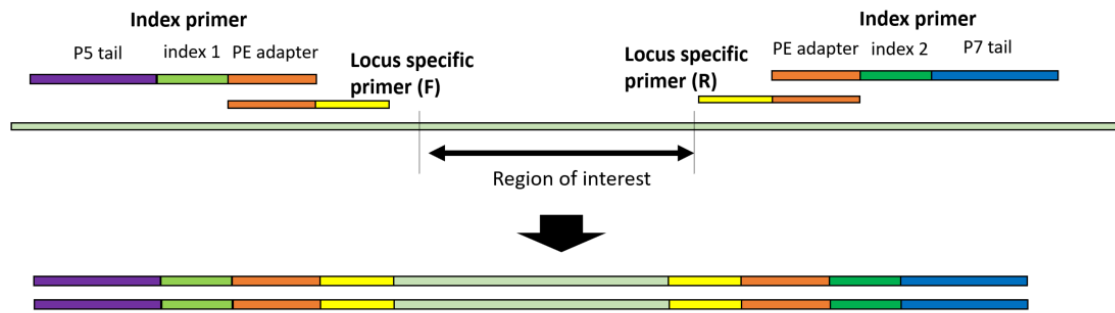 Index primer
P5 tail
index 1
PE adapter
Locus specific
primer (F)
Index primer
PE adapter
index 2
P7 tail
Locus specific
primer (R)
Region of interest